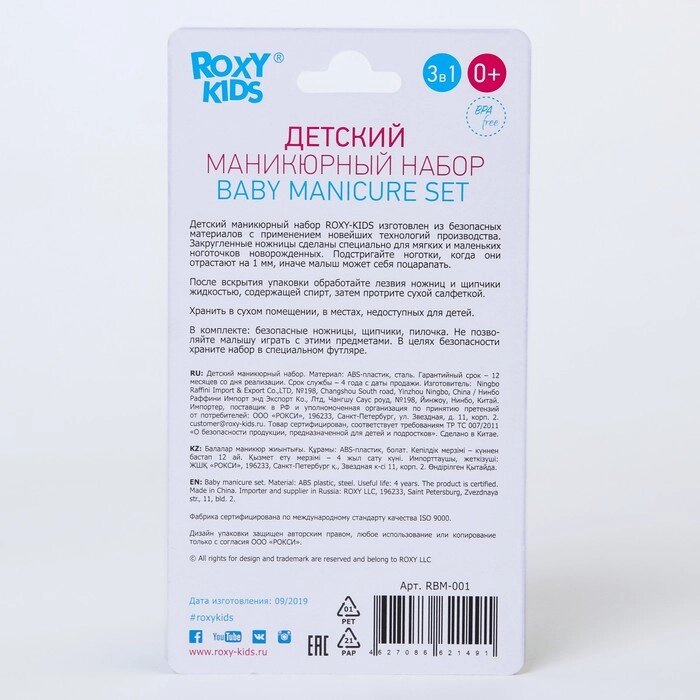 ROXY ®
KIDS
3в1
0+
BPA
free
ДЕТСКИЙ
МАНИКЮРНЫЙ НАБОР
BABY MANICURE SET
Детский маникюрный набор ROXY-KIDS изготовлен из безопасных
материалов с применением новейших технологий производства.
Закругленные ножницы сделаны специально для мягких и маленьких
ноготочков новорожденных. Подстригайте ноготки, когда они
отрастают на 1 мм, иначе малыш может себя поцарапать.
После вскрытия упаковки обработайте лезвия ножниц и щипчики
жидкостью, содержащей спирт, затем протрите сухой салфеткой.
Хранить в сухом помещении, в местах, недоступных для детей.
В комплекте: безопасные ножницы, щипчики, пилочка. Не позво-
ляйте малышу играть с этими предметами. В целях безопасности
храните набор в специальном футляре.
RU: Детский маникюрный набор. Материал: ABS-пластик, сталь. Гарантийный срок – 12
месяцев со дня реализации. Срок службы – 4 года с даты продажи. Изготовитель: Ningbo
Raffini Import & Export Co.,LTD, №198, Changshou South road, Yinzhou Ningbo, China / Нинбо
Раффини Импорт энд Экспорт Ко., Лтд, Чангшу Саус роуд, №198, Йинжоу, Нинбо, Китай.
Импортер, поставщик в РФ и уполномоченная организация по принятию претензий
от потребителей: ООО «РОКСИ», 196233, Санкт-Петербург, ул. Звездная, д. 11, корп. 2.
customer@roxy-kids.ru. Товар сертифицирован, соответствует требованиям ТР ТС 007/2011
«О безопасности продукции, предназначенной для детей и подростков». Сделано в Китае.
KZ: Балалар маникюр жиынтығы. Құрамы: ABS-пластик, болат. Кепілдік мерзімі – күннен
бастап 12 ай. Қызмет ету мерзімі – 4 жыл сату күні. Импорттаушы, жеткізуші:
ЖШҚ «РОКСИ», 196233, Санкт-Петербург қ., Звездная к-сі 11, корп. 2. Өндірілген Қытайда.
EN: Baby manicure set. Material: ABS plastic, steel. Useful life: 4 years. The product is certified.
Made in China. Importer and supplier in Russia: ROXY LLC, 196233, Saint Petersburg, Zvezdnaya
str., 11, bld. 2.
Фабрика сертифицирована по международному стандарту качества ISO 9000.
Дизайн упаковки защищен авторским правом, любое использование или копирование
только с согласия ООО «РОКСИ».
© All rights for design and trademark are reserved and belong to ROXY LLC
Арт. RBM-001
Дата изготовления: 09/2019
#roxykids
You Tube
www.roxy-kids.ru
EAC
01
PET
21
PAP
4627086621491